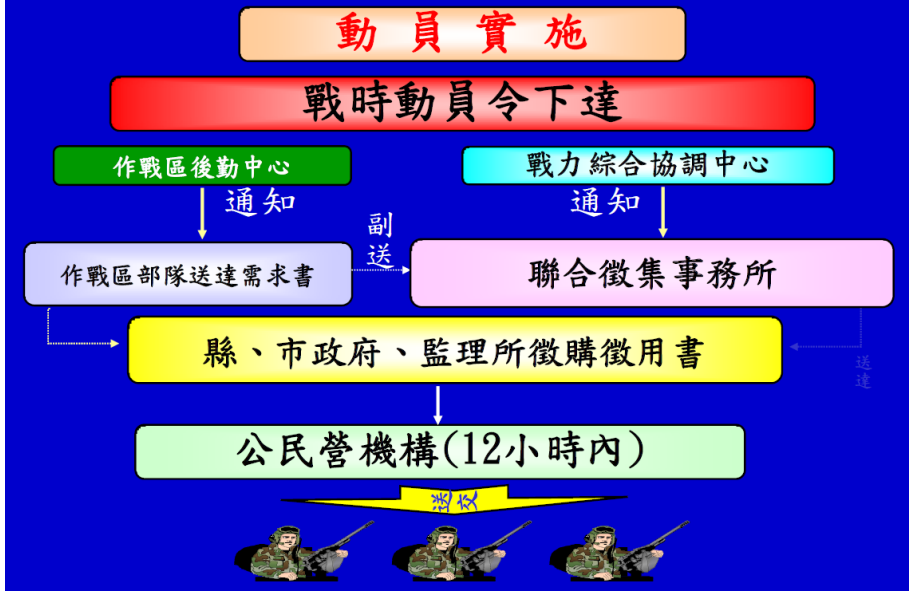 動員實施
戰時動員令下達
作戰區後勤中心
戰力綜合協調中心
通知
通知
副送
作戰區部隊送達需求書
聯合徵集事務所
縣、市政府、監理所徵購徵用書
送達
公民營機構(12小時內)
送交